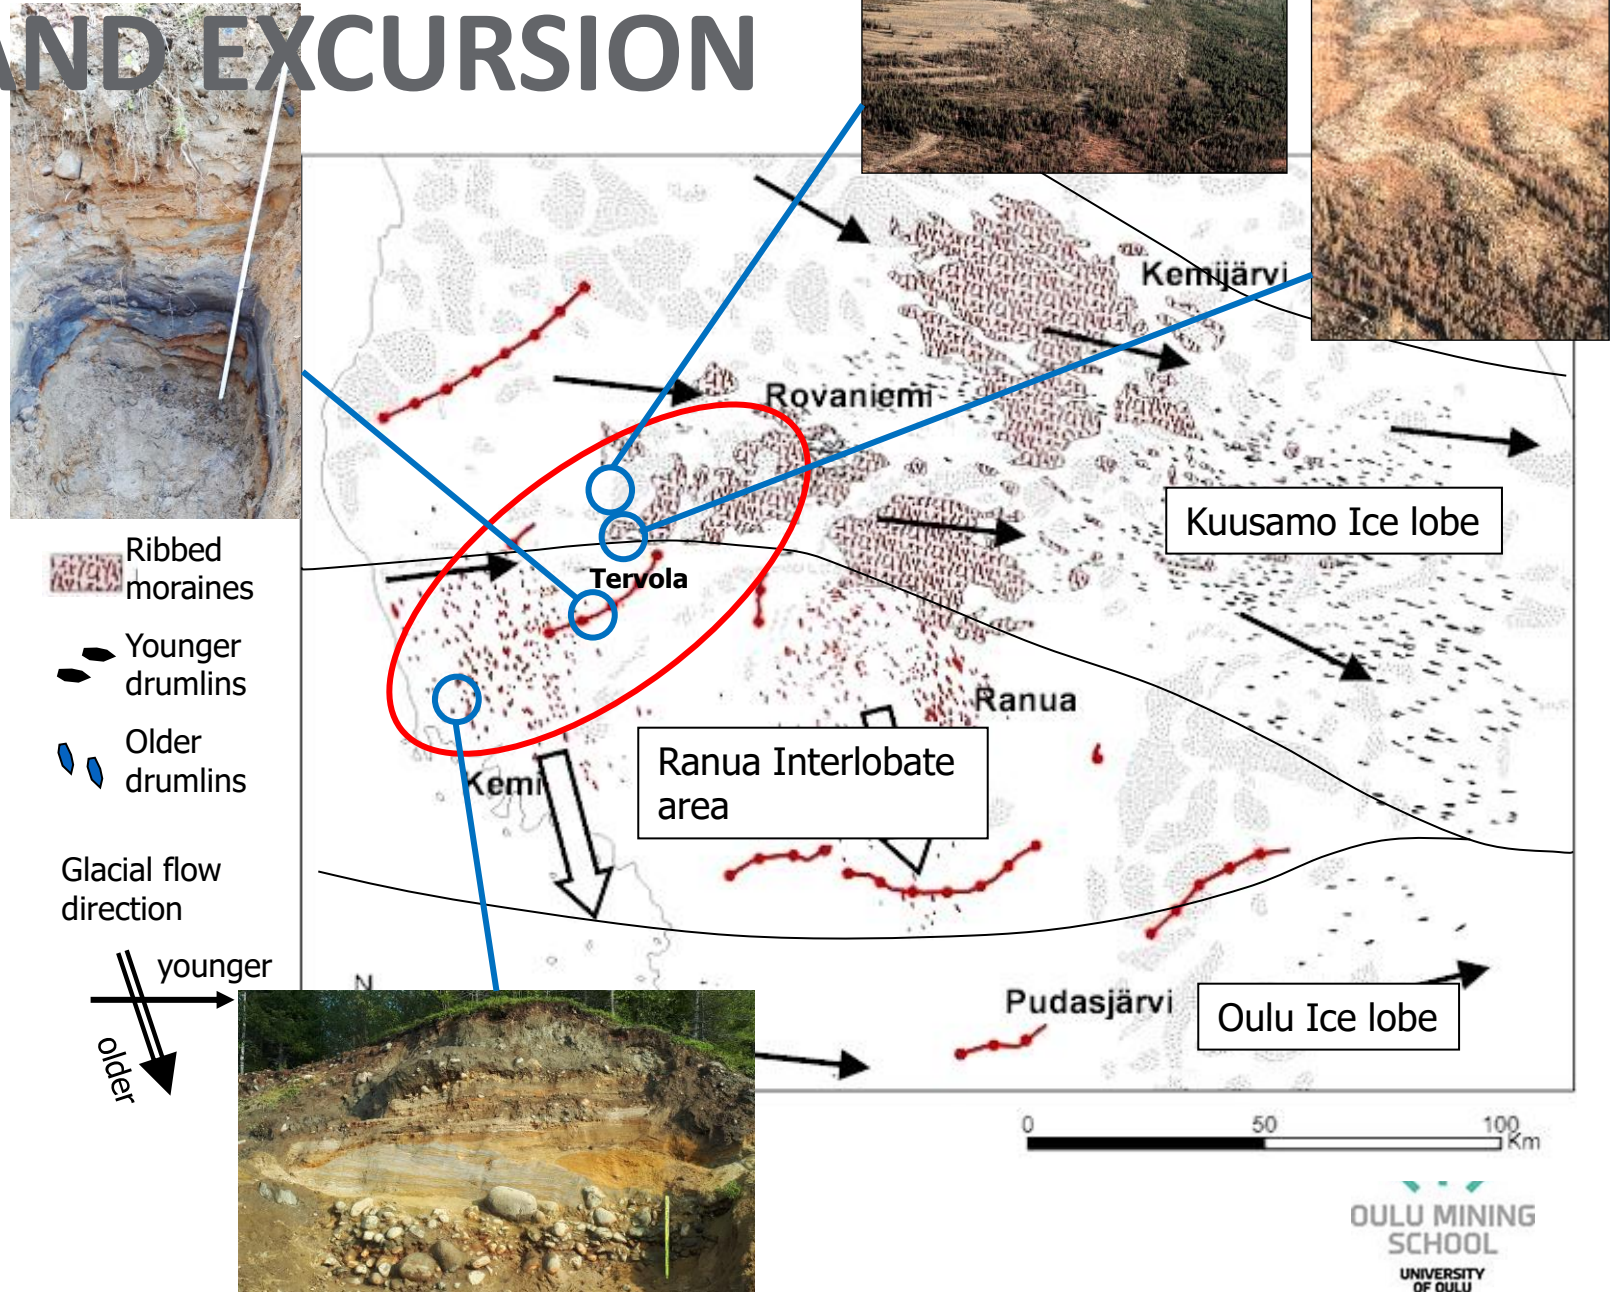 AND EXCURSION
Kemijärvi
Rovaniemi
Kuusamo Ice lobe
Ribbed
moraines
Tervola
Younger
drumlins
Ranua
Older
drumlins
Ranua Interlobate
area
Kemi
Glacial flow
direction
younger
older
N
Pudasjärvi
Oulu Ice lobe
0 50 100
Km
OULU MINING
SCHOOL
UNIVERSITY
OF OULU